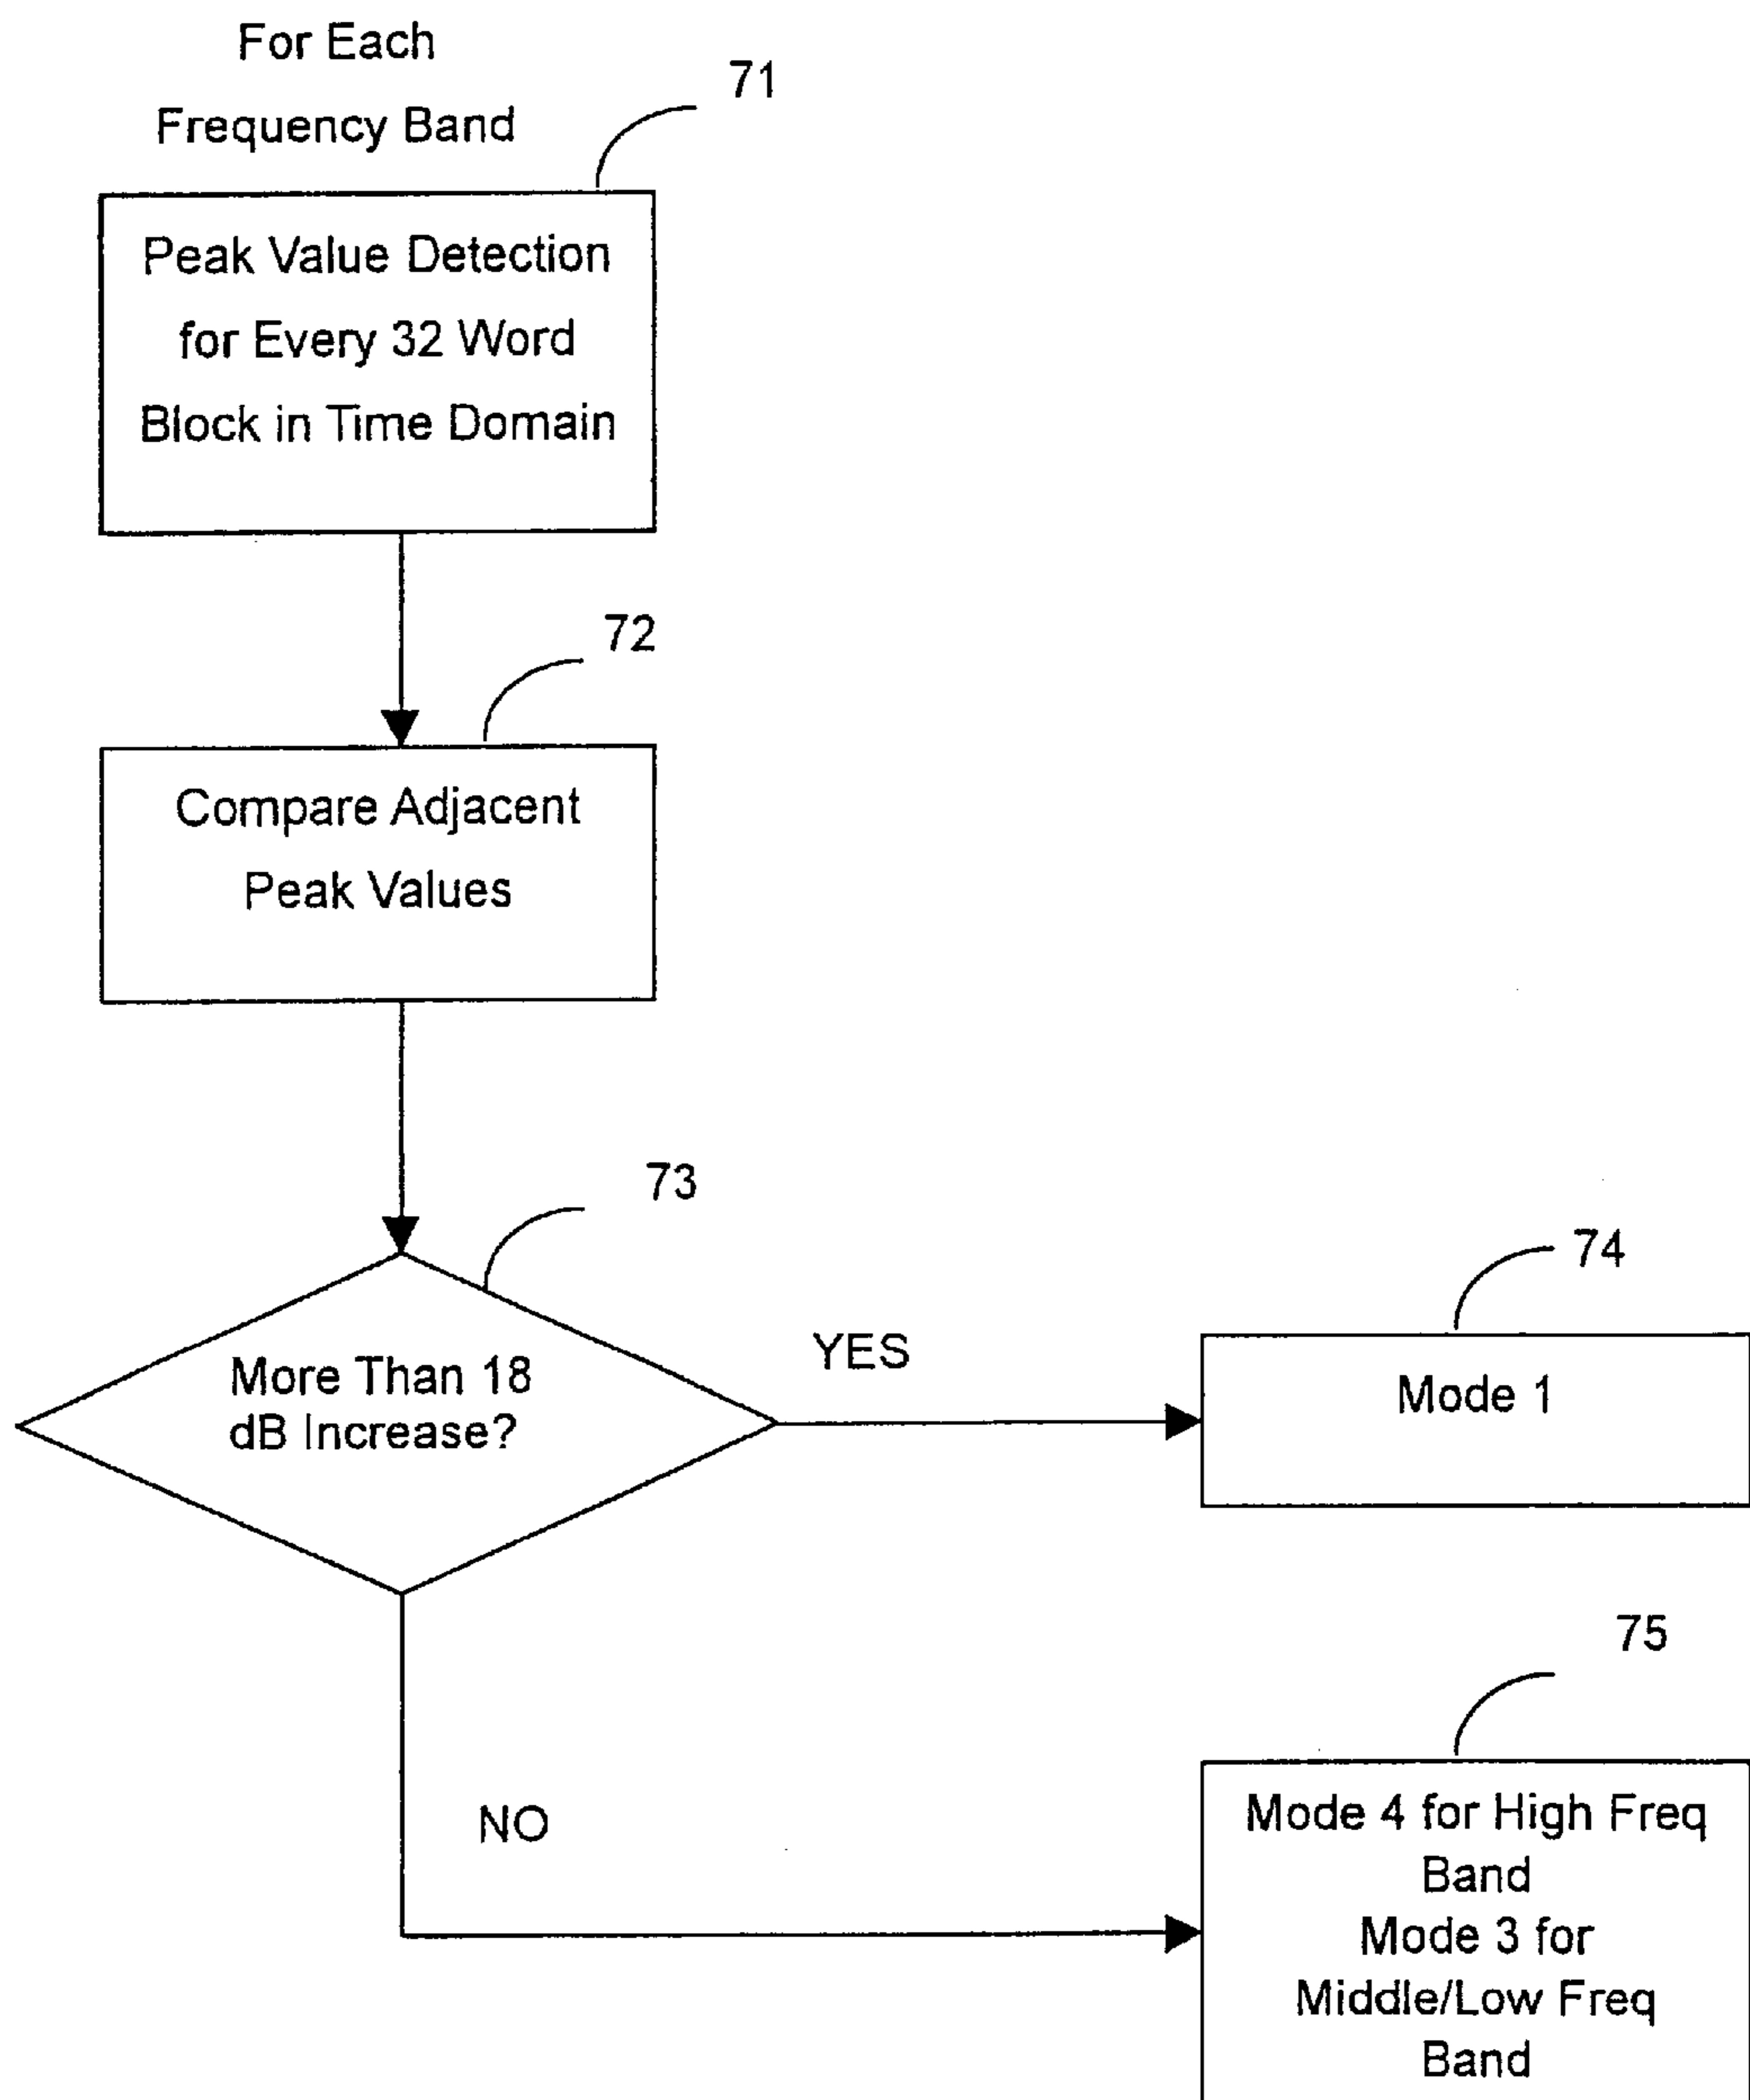 For Each
Frequency Band
71
Peak Value Detection
for Every 32 Word
Block in Time Domain
72
Compare Adjacent
Peak Values
73
More Than 18
dB Increase?
YES
74
Mode 1
NO
75
Mode 4 for High Freq
Band
Mode 3 for
Middle/Low Freq
Band